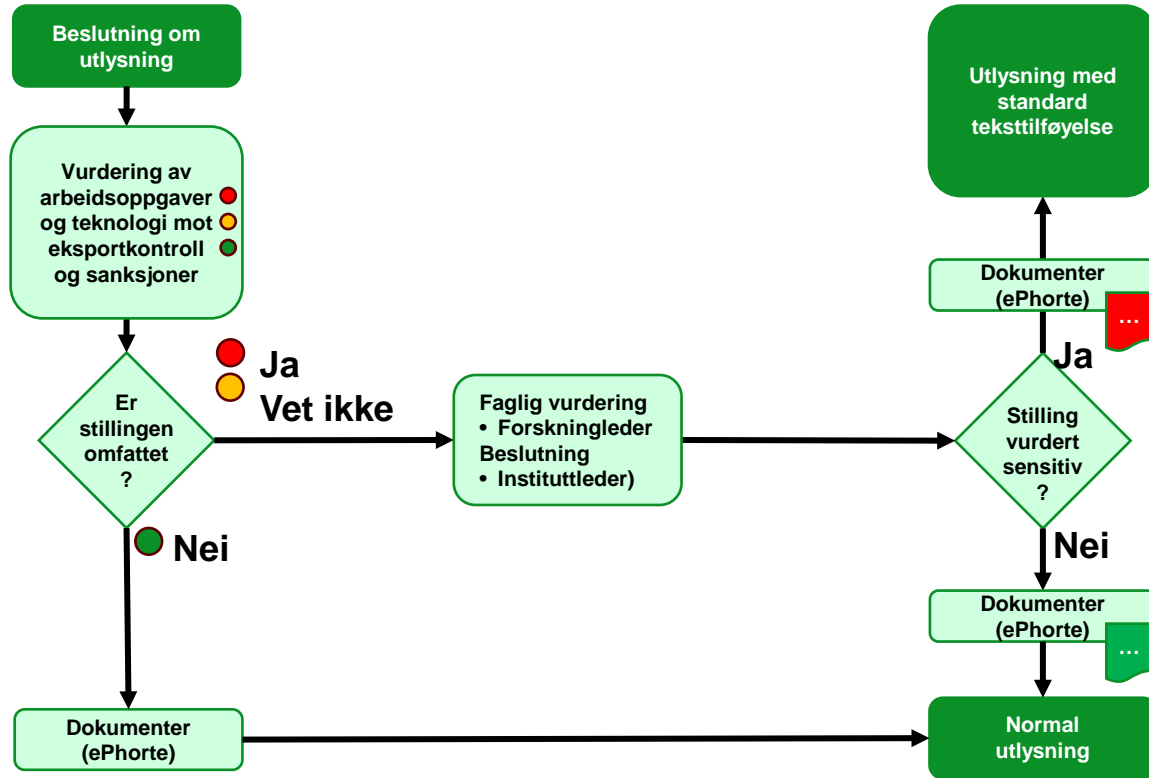 Beslutning om
utlysning
Utlysning med
standard
teksttilføyelse
Vurdering av
arbeidsoppgaver
og teknologi mot
eksportkontroll
og sanksjoner
Dokumenter
(ePhorte)
...
Ja
Ja
Vet ikke
Er
stillingen
omfattet
?
Faglig vurdering
• Forskningleder
Beslutning
• Instituttleder)
Stilling
vurdert
sensitiv
?
Nei
Nei
Dokumenter
(ePhorte)
...
Dokumenter
(ePhorte)
Normal
utlysning